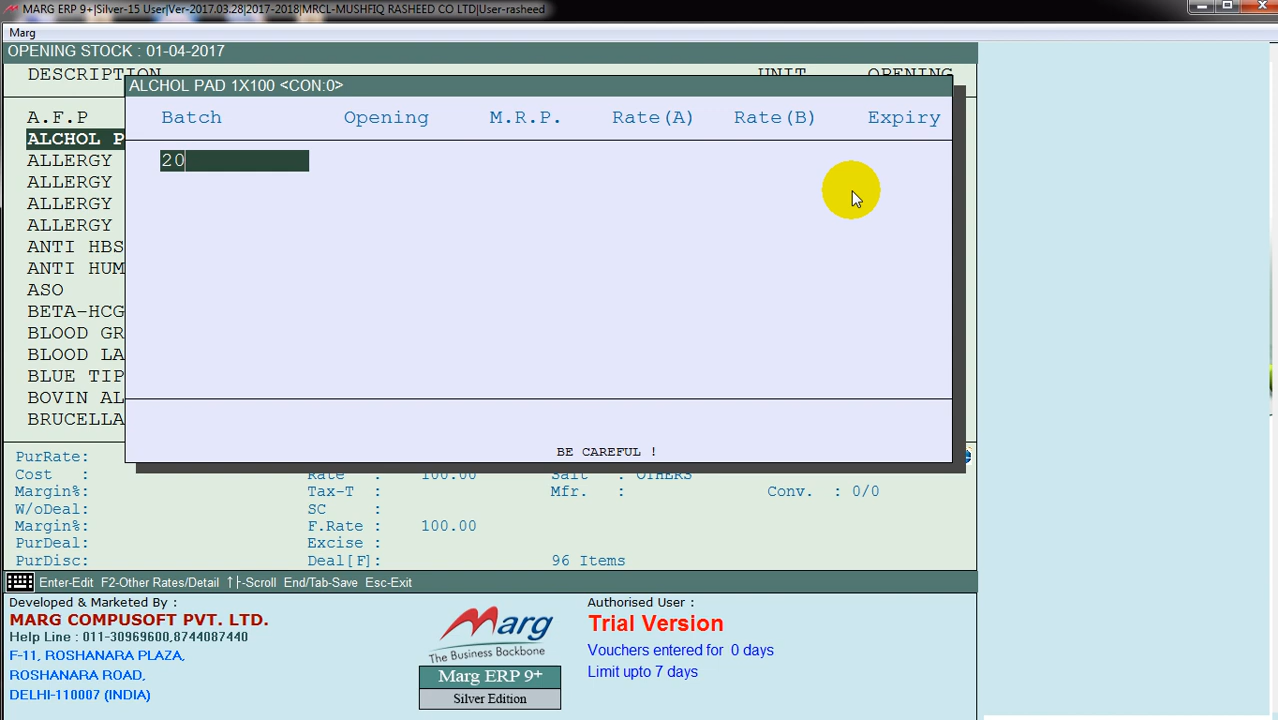 MARG ERP 9+|Silver-15 User|Ver-2017.03.28|2017-2018|MRCL-MUSHFIQ RASHEED CO LTD|User-rasheed
Marg
OPENING STOCK : 01-04-2017
DESCRIPTION UNIT OPENING
ALCHOL PAD 1X100 <CON:0>
Batch Opening M.R.P. Rate(A) Rate(B) Expiry
20
A.F.P
ALCHOL P
ALLERGY
ALLERGY
ALLERGY
ALLERGY
ANTI HBS
ANTI HUM
ASO
BETA-HCG
BLOOD GR
BLOOD LA
BLUE TIP
BOVIN AL
BRUCELLA
BE CAREFUL !
PurRate:
Cost : Rate : 100.00 Salt : OTHERS
Margin%: Tax-T : Mfr. : Conv. : 0/0
W/oDeal: SC :
Margin%: F.Rate : 100.00
PurDeal: Excise :
PurDisc: Deal[F]: 96 Items
Enter-Edit F2-Other Rates/Detail ↑↓-Scroll End/Tab-Save Esc-Exit
Developed & Marketed By :
MARG COMPUSOFT PVT. LTD.
Help Line : 011-30969600,8744087440
F-11, ROSHANARA PLAZA,
ROSHANARA ROAD,
DELHI-110007 (INDIA)
Marg
The Business Backbone
Marg ERP 9+
Silver Edition
Authorised User :
Trial Version
Vouchers entered for 0 days
Limit upto 7 days